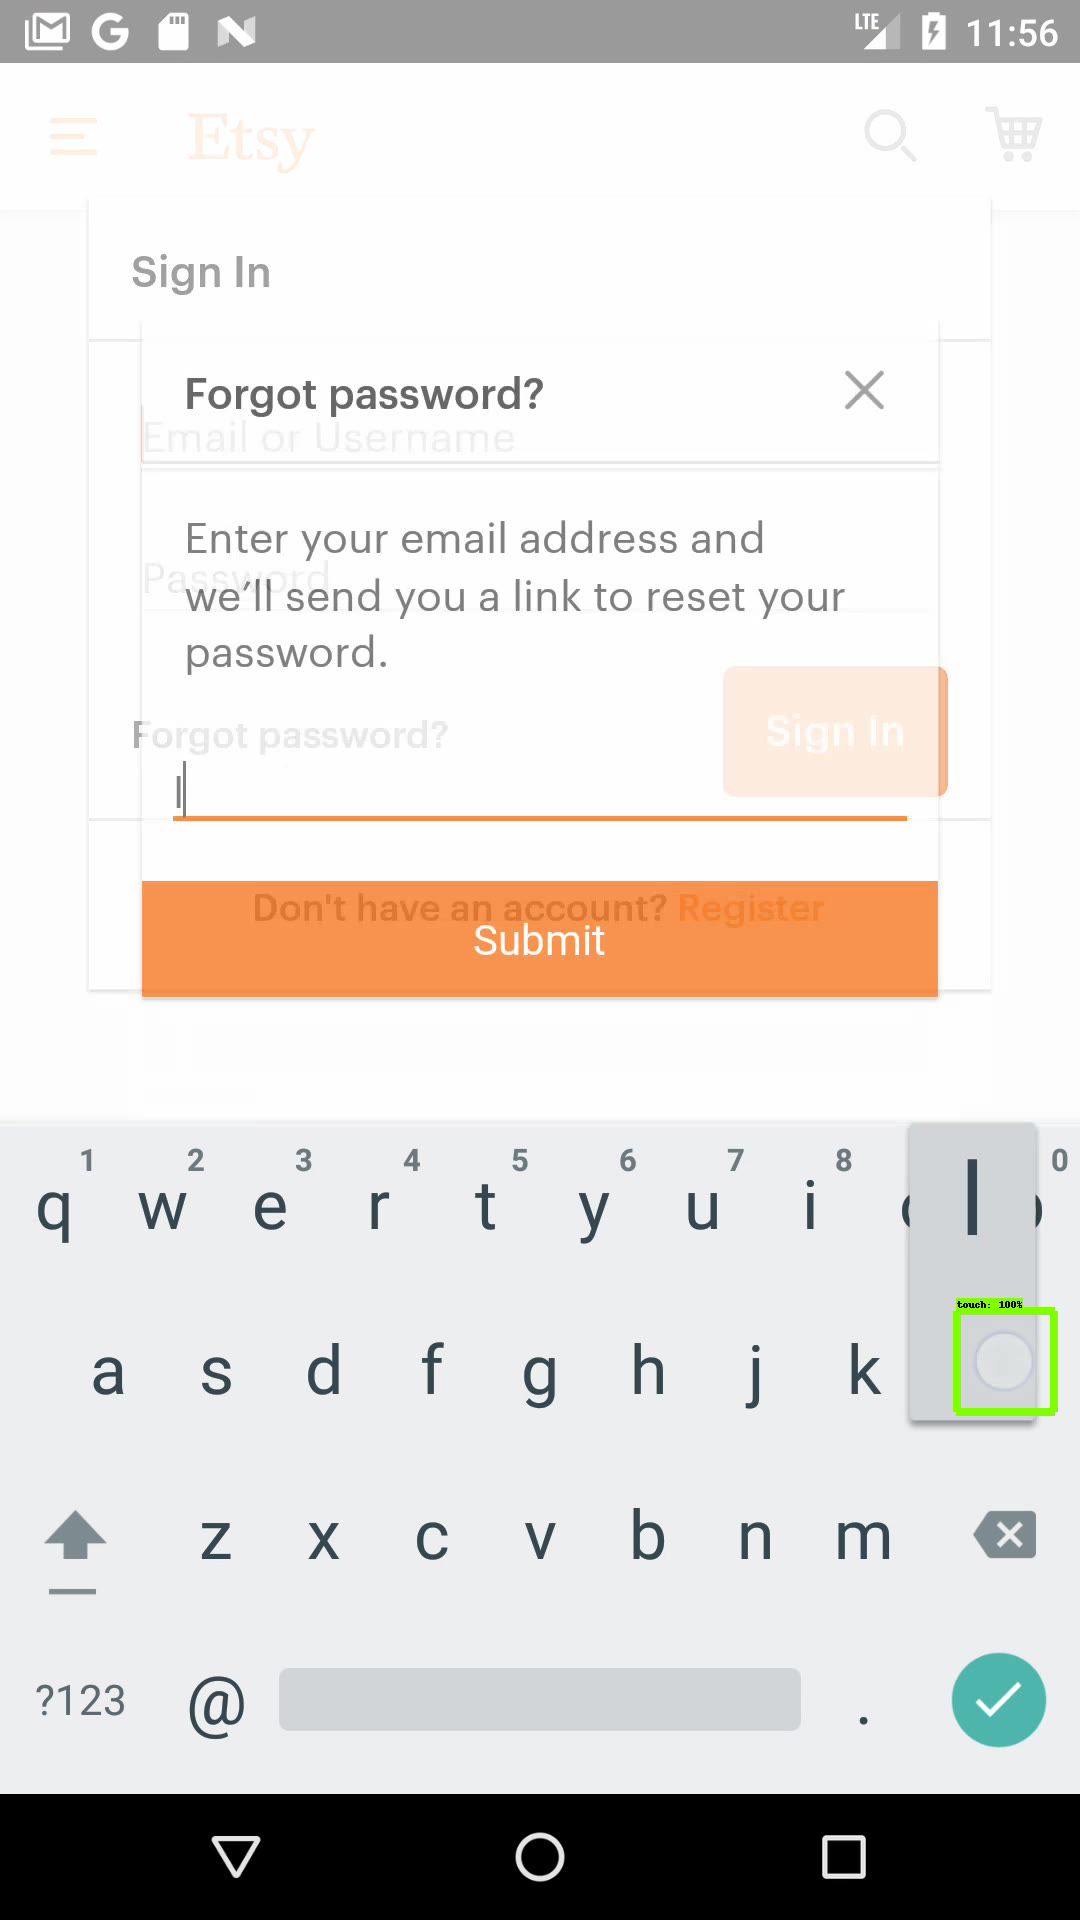 LTE 11:56
Etsy
Sign In
Forgot password?
Email or Username
Enter your email address and
Password
we'll send you a link to reset your
password.
Forgot password? Sign In
l
Don't have an account? Register
Submit
1 2 3 4 5 6 7 8 0
q w e r t y u i l
touch: 100%
a s d f g h j k
z x c v b n m
?123 @ .